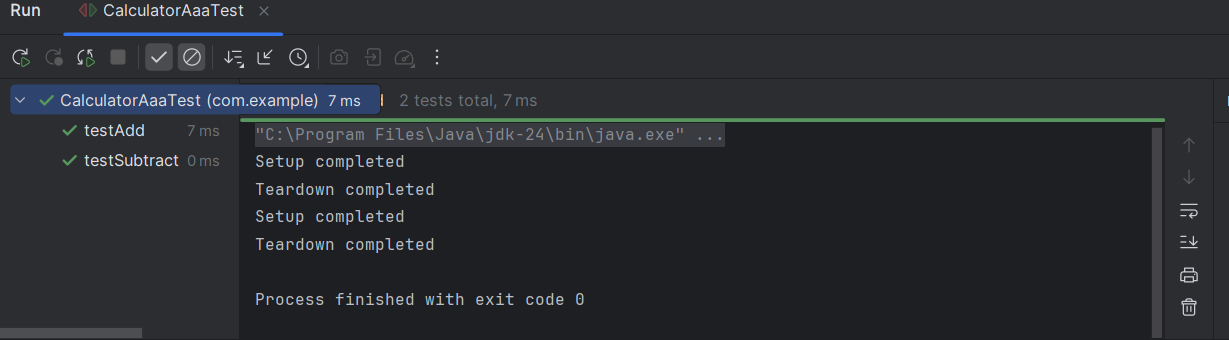 Run CalculatorAaaTest
CalculatorAaaTest (com.example) 7 ms 2 tests total, 7 ms
testAdd 7 ms
testSubtract 0 ms
"C:\Program Files\Java\jdk-24\bin\java.exe" ...
Setup completed
Teardown completed
Setup completed
Teardown completed
Process finished with exit code 0